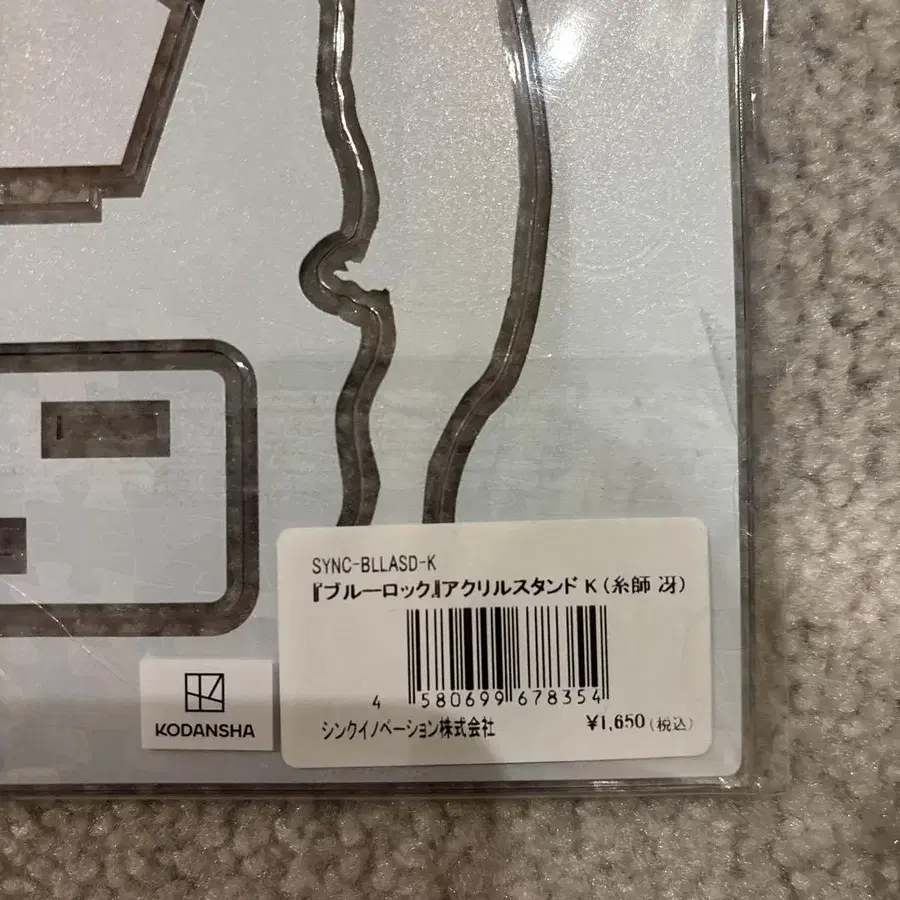 SYNC-BLLASD-K
『ブルーロック』アクリルスタンド K(糸師 冴)
4 580699 678354
シンクイノベーション株式会社 ¥1,650(税込)
KODANSHA